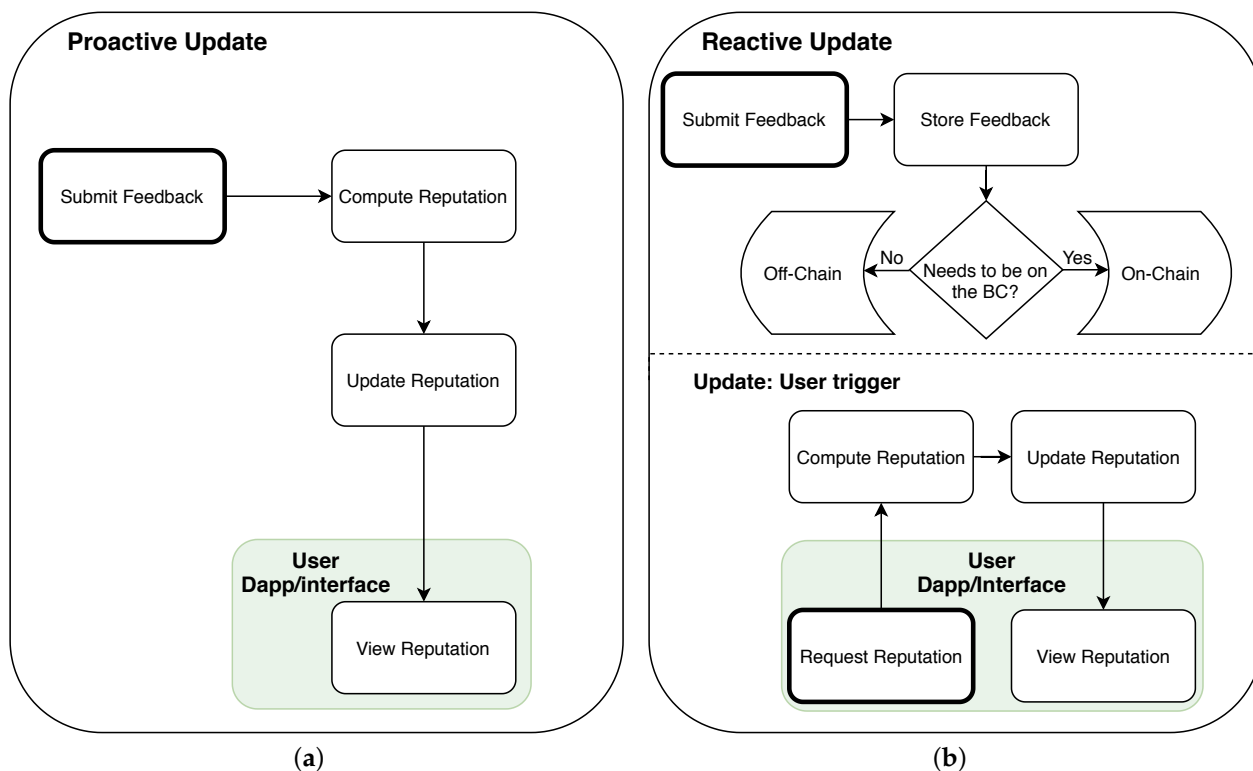 Proactive Update
Submit Feedback
Compute Reputation
Update Reputation
User
Dapp/interface
View Reputation
(a)
Reactive Update
Submit Feedback
Store Feedback
Off-Chain
No
Needs to be on
the BC?
Yes
On-Chain
Update: User trigger
Compute Reputation
Update Reputation
User
Dapp/Interface
Request Reputation
View Reputation
(b)